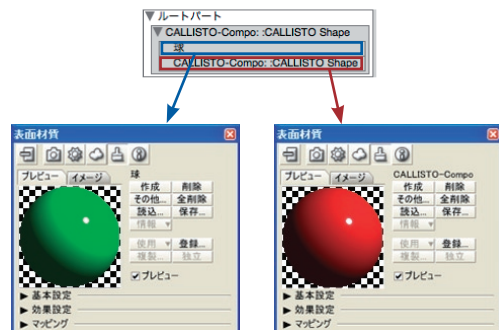 ▼ルートパート
▼CALLISTO-Compo: :CALLISTO Shape
球
CALLISTO-Compo: :CALLISTO Shape
表面材質
プレビュー イメージ
球
作成 削除
その他... 全削除
読込... 保存...
情報 ▼
使用 ▼ 登録...
複製... 独立
プレビュー
▶ 基本設定
▶ 効果設定
▶ マッピング
表面材質
プレビュー イメージ
CALLISTO-Compo
作成 削除
その他... 全削除
読込... 保存...
情報 ▼
使用 ▼ 登録...
複製... 独立
プレビュー
▶ 基本設定
▶ 効果設定
▶ マッピング